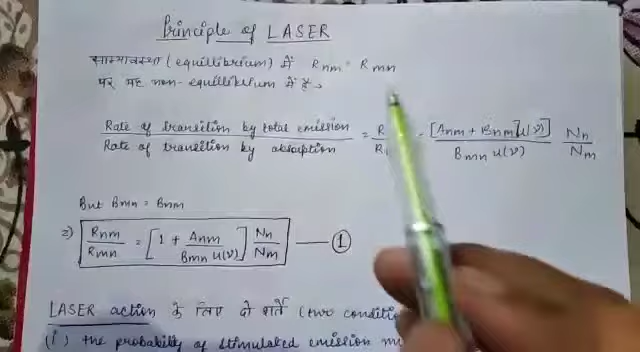 Principle of LASER
साम्यावस्था (equilibrium) में Rnm = Rmn
पर यह non-equilibrium में है,
Rate of transition by total emission / Rate of transition by absorption = R / R = [Anm + Bnm]u(ν) / Bmn u(ν) Nn / Nm
But Bmn = Bnm
⇒) Rnm / Rmn = [1 + Anm / Bmn u(ν)] Nn / Nm —— ①
LASER action के लिए दो शर्तें (two
(i) the probability of stimulated emission